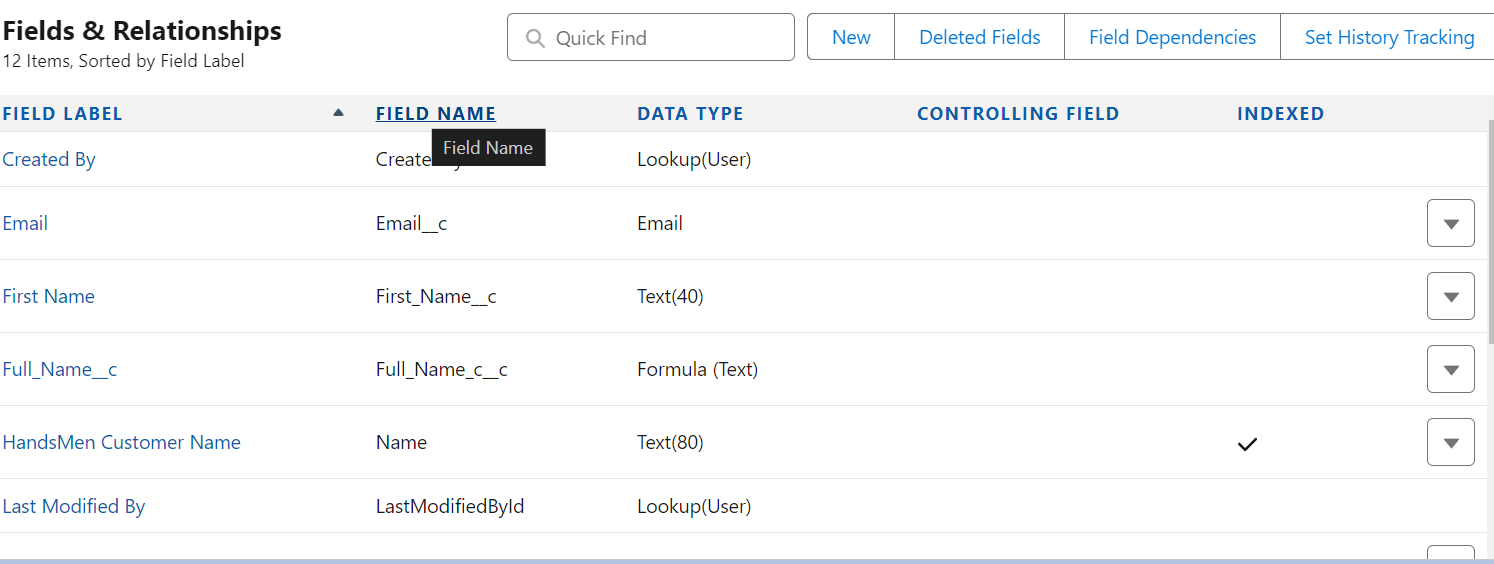 Fields & Relationships
12 Items, Sorted by Field Label
Quick Find
New
Deleted Fields
Field Dependencies
Set History Tracking
FIELD LABEL FIELD NAME DATA TYPE CONTROLLING FIELD INDEXED
Field Name
Created By Lookup(User)
Email Email__c Email
First Name First_Name__c Text(40)
Full_Name__c Full_Name_c__c Formula (Text)
HandsMen Customer Name Name Text(80)
Last Modified By LastModifiedById Lookup(User)